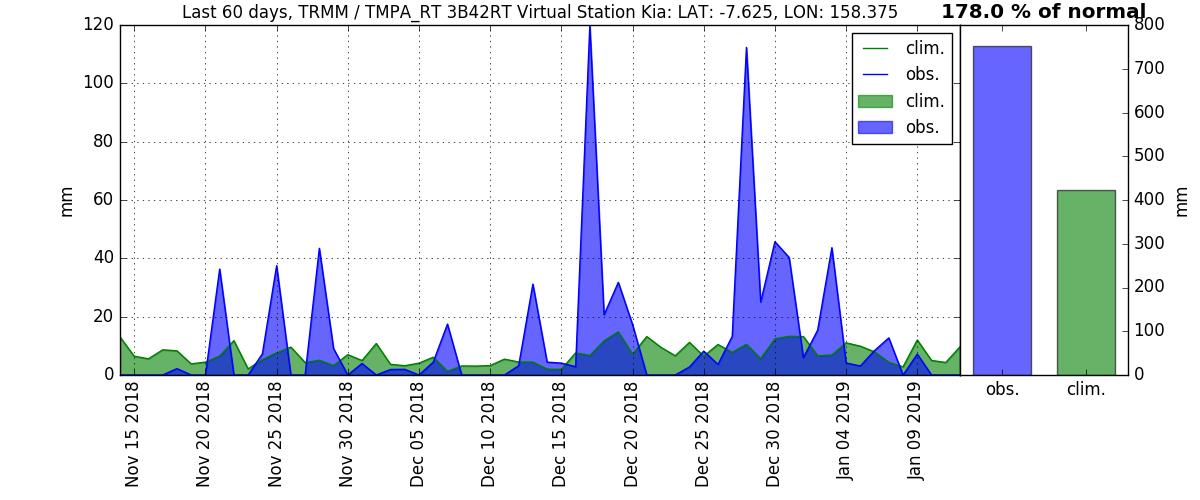 Last 60 days, TRMM / TMPA_RT 3B42RT Virtual Station Kia: LAT: -7.625, LON: 158.375
178.0 % of normal
120
100
80
60
40
20
0
mm
clim.
obs.
clim.
obs.
800
700
600
500
400
300
200
100
0
mm
obs.
clim.
Nov 15 2018
Nov 20 2018
Nov 25 2018
Nov 30 2018
Dec 05 2018
Dec 10 2018
Dec 15 2018
Dec 20 2018
Dec 25 2018
Dec 30 2018
Jan 04 2019
Jan 09 2019